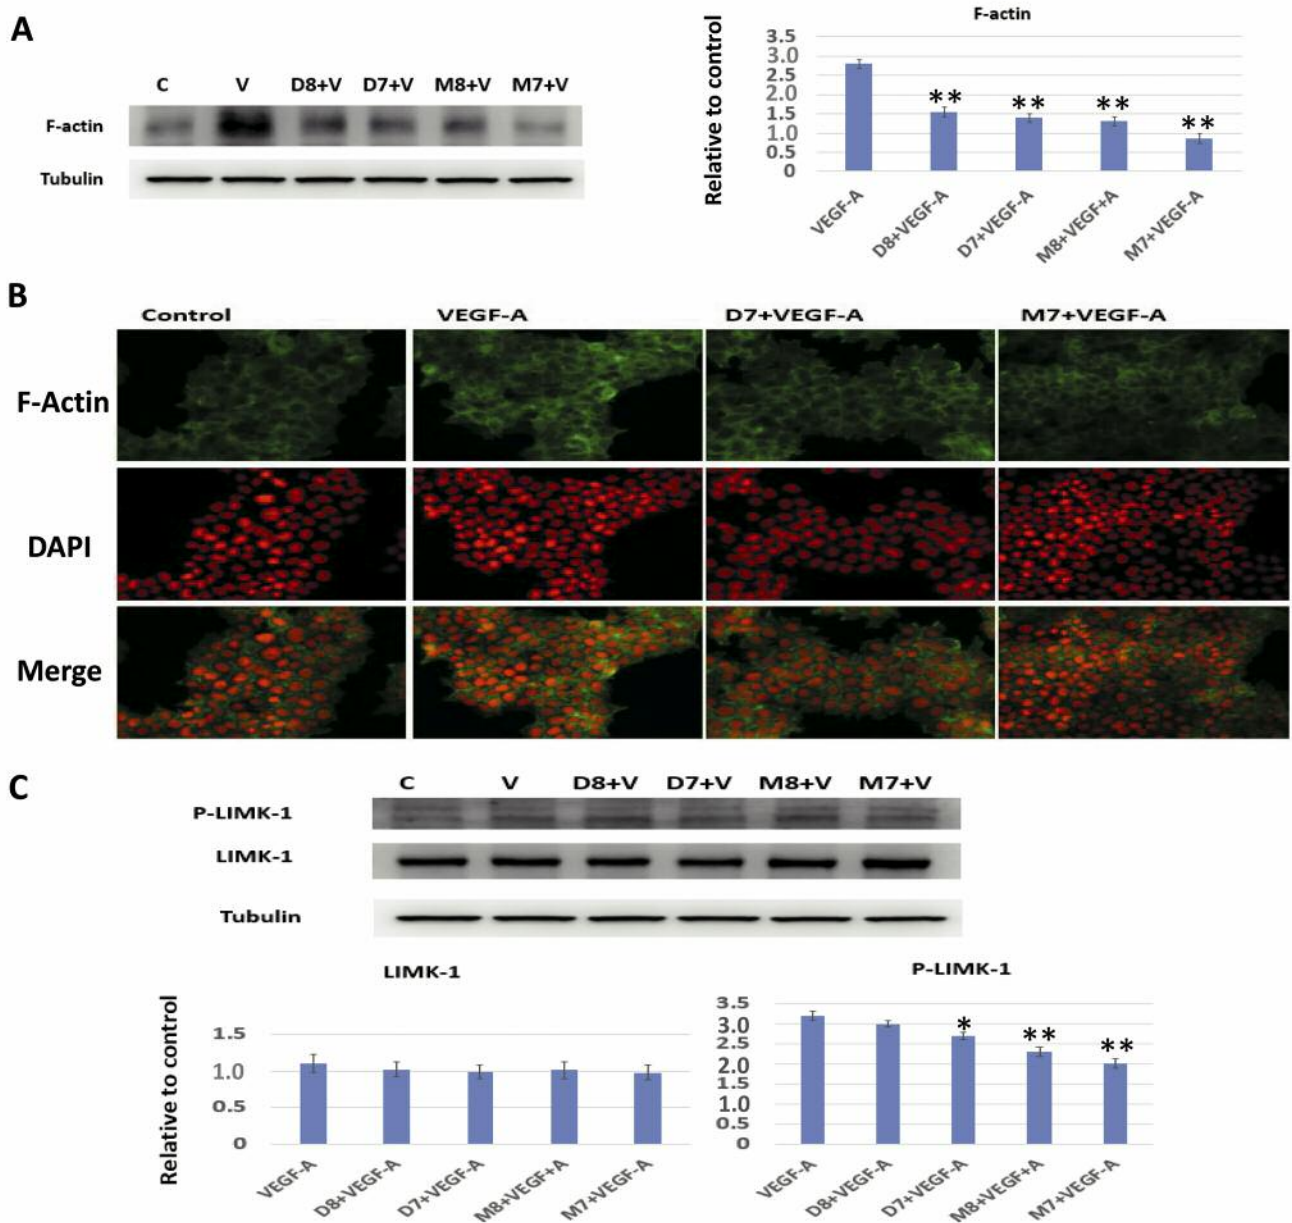 A
C V D8+V D7+V M8+V M7+V
F-actin
Tubulin
F-actin
Relative to control
3.5
3.0
2.5
2.0
1.5
1.0
0.5
0
** ** ** **
VEGF-A D8+VEGF-A D7+VEGF-A M8+VEGF+A M7+VEGF-A
B
Control VEGF-A D7+VEGF-A M7+VEGF-A
F-Actin
DAPI
Merge
C
C V D8+V D7+V M8+V M7+V
P-LIMK-1
LIMK-1
Tubulin
LIMK-1
Relative to control
1.5
1.0
0.5
0
VEGF-A D8+VEGF-A D7+VEGF-A M8+VEGF+A M7+VEGF-A
P-LIMK-1
3.5
3.0
2.5
2.0
1.5
1.0
0.5
0
* ** **
VEGF-A D8+VEGF-A D7+VEGF-A M8+VEGF+A M7+VEGF-A